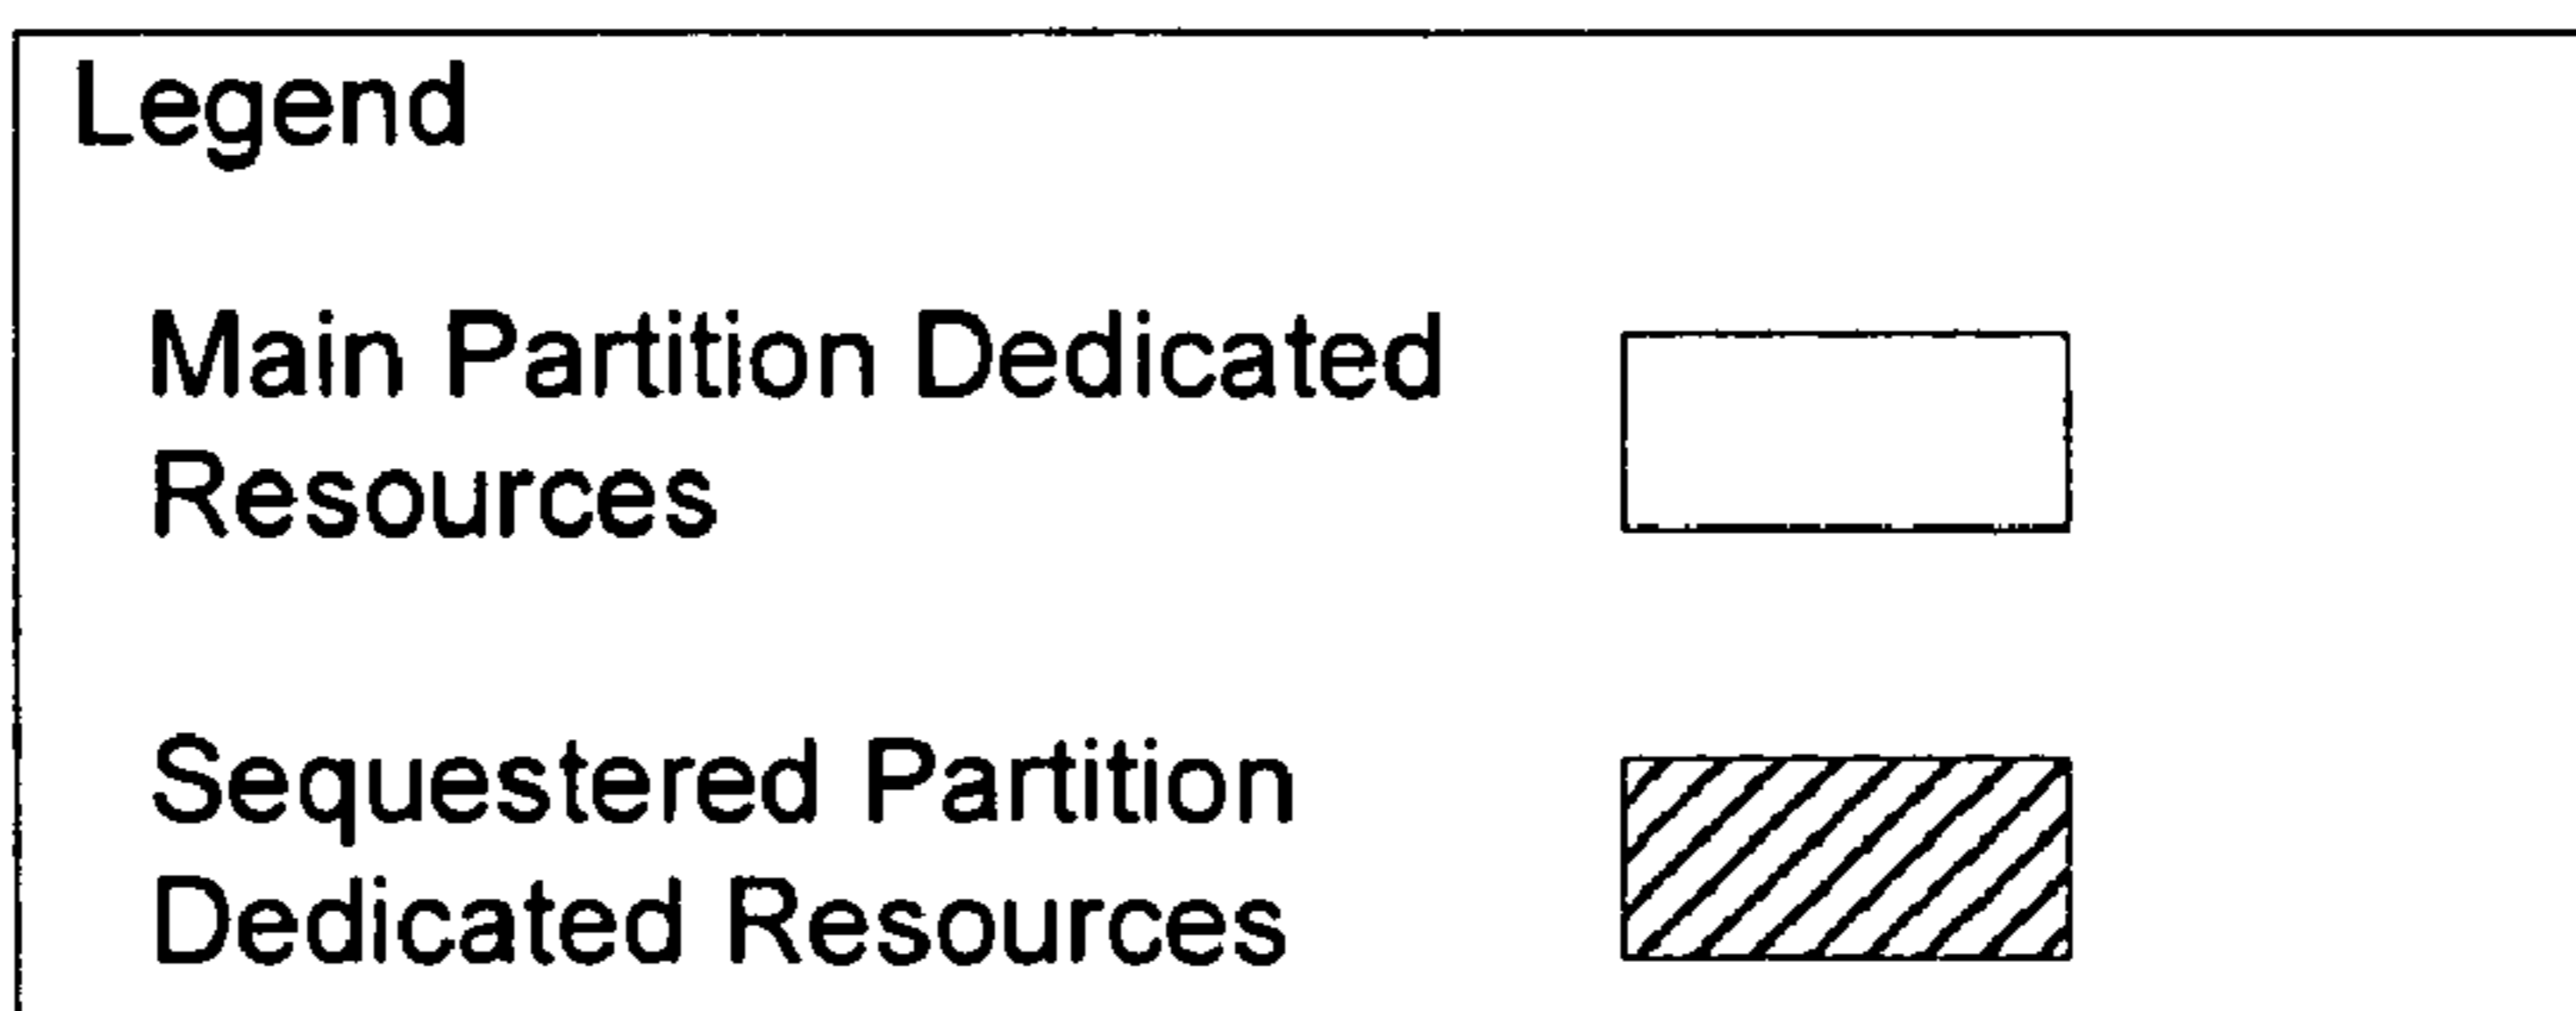 Legend
Main Partition Dedicated
Resources
Sequestered Partition
Dedicated Resources